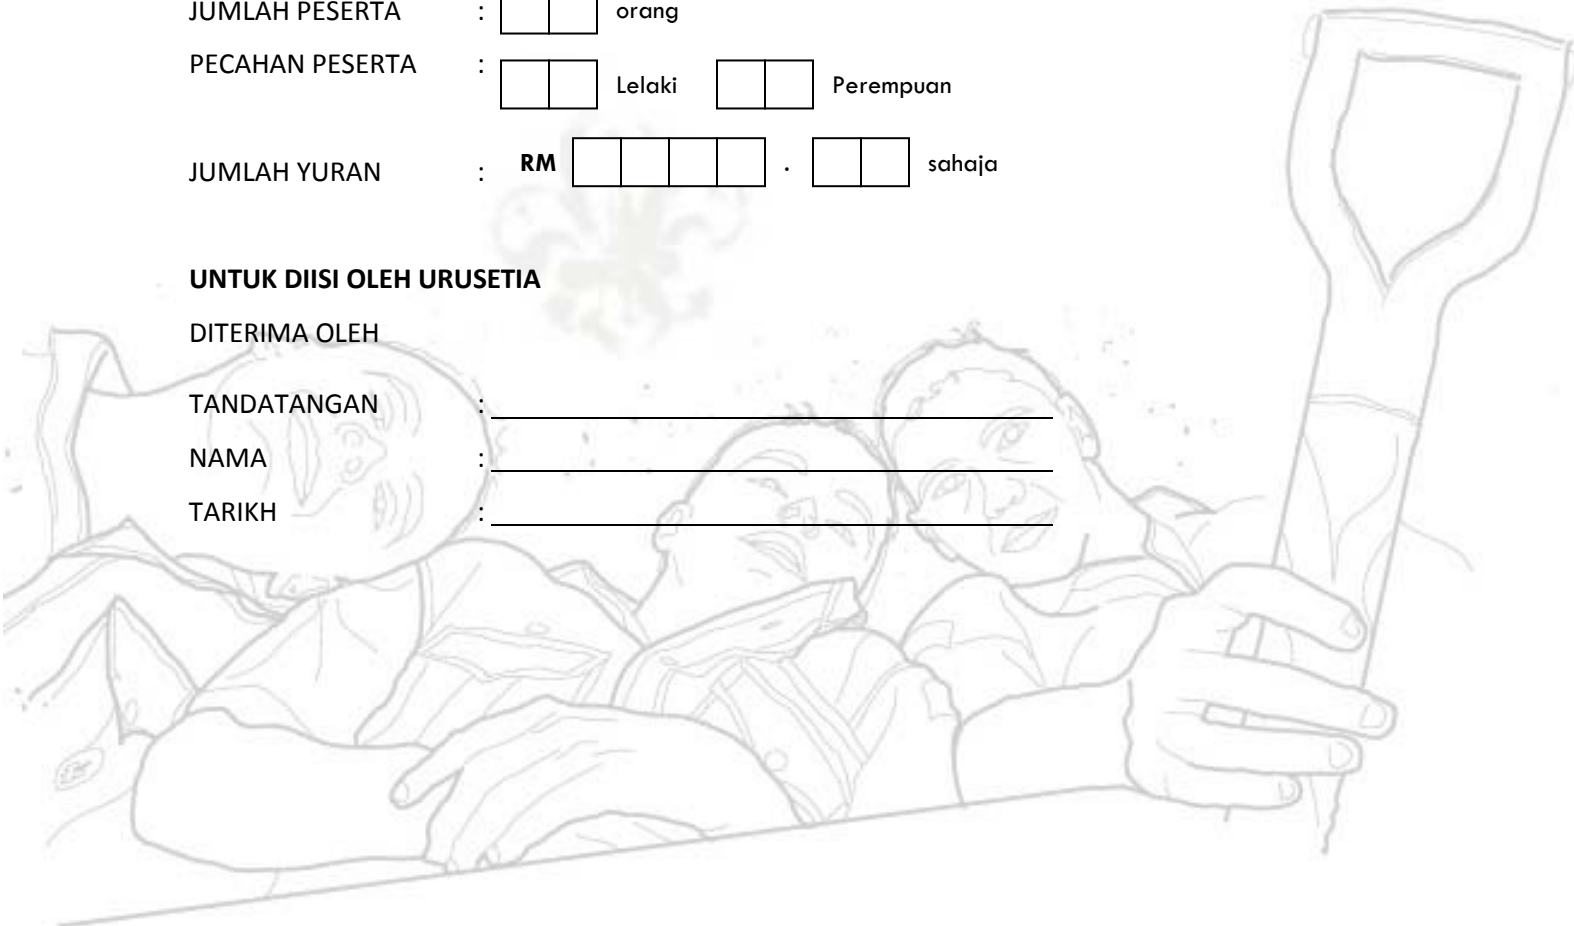 JUMLAH PESERTA : orang
PECAHAN PESERTA : Lelaki Perempuan
JUMLAH YURAN : RM . sahaja
UNTUK DIISI OLEH URUSETIA
DITERIMA OLEH
TANDATANGAN :
NAMA :
TARIKH :